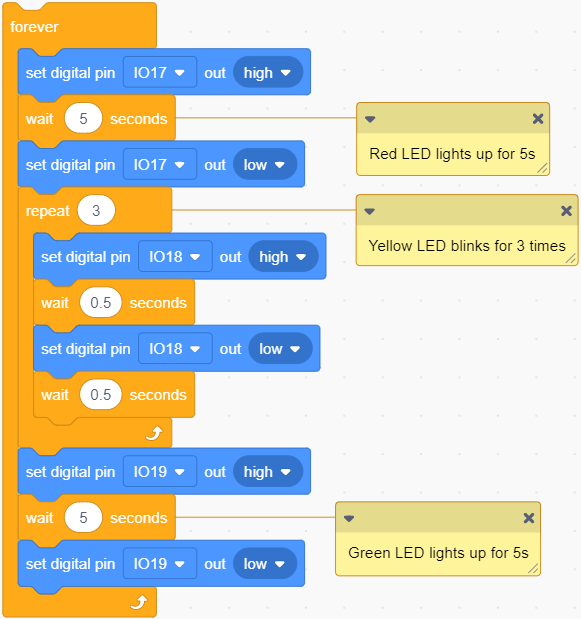 forever
set digital pin IO17 out high
wait 5 seconds
Red LED lights up for 5s
set digital pin IO17 out low
repeat 3
Yellow LED blinks for 3 times
set digital pin IO18 out high
wait 0.5 seconds
set digital pin IO18 out low
wait 0.5 seconds
set digital pin IO19 out high
wait 5 seconds
Green LED lights up for 5s
set digital pin IO19 out low